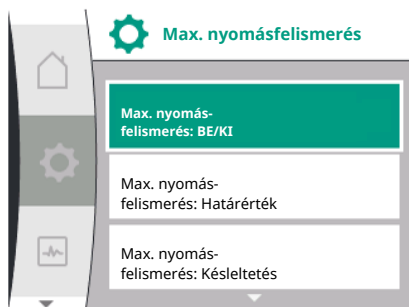 Max. nyomásfelismerés
Max. nyomás-
felismerés: BE/KI
Max. nyomás-
felismerés: Határérték
Max. nyomás-
felismerés: Késleltetés